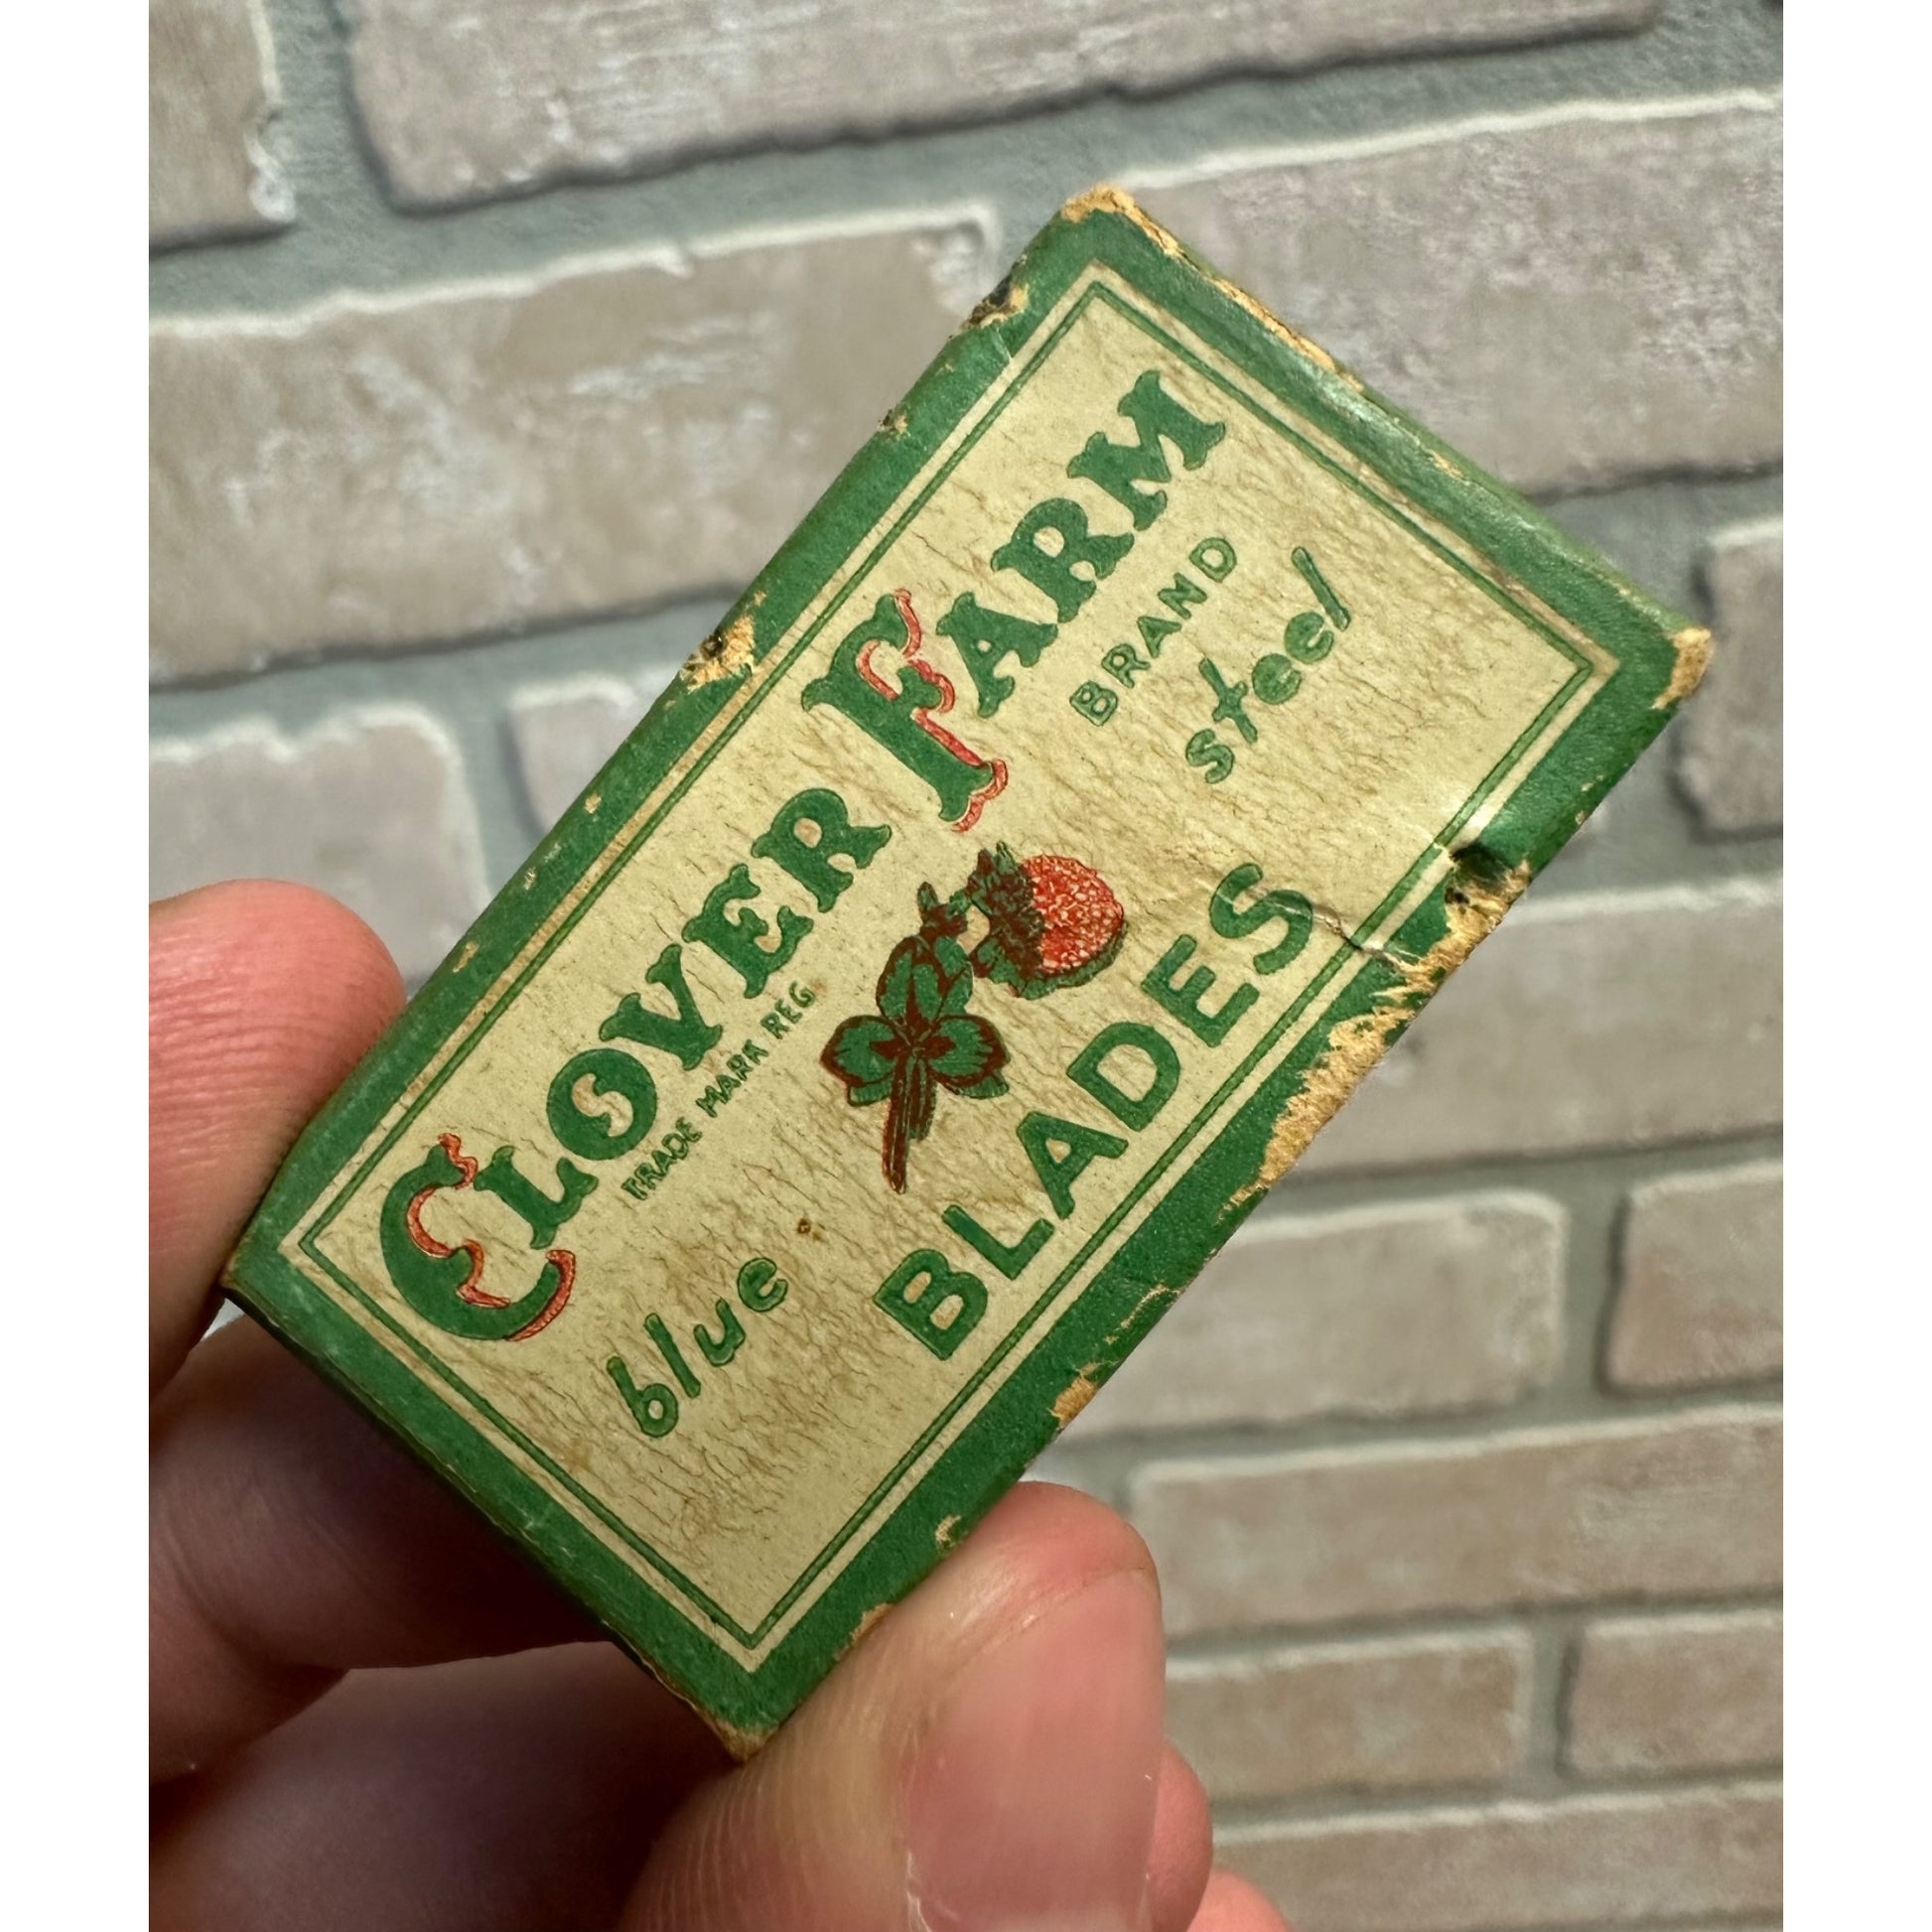 CLOVER FARM
TRADE MARK REG BRAND
blue steel
BLADES